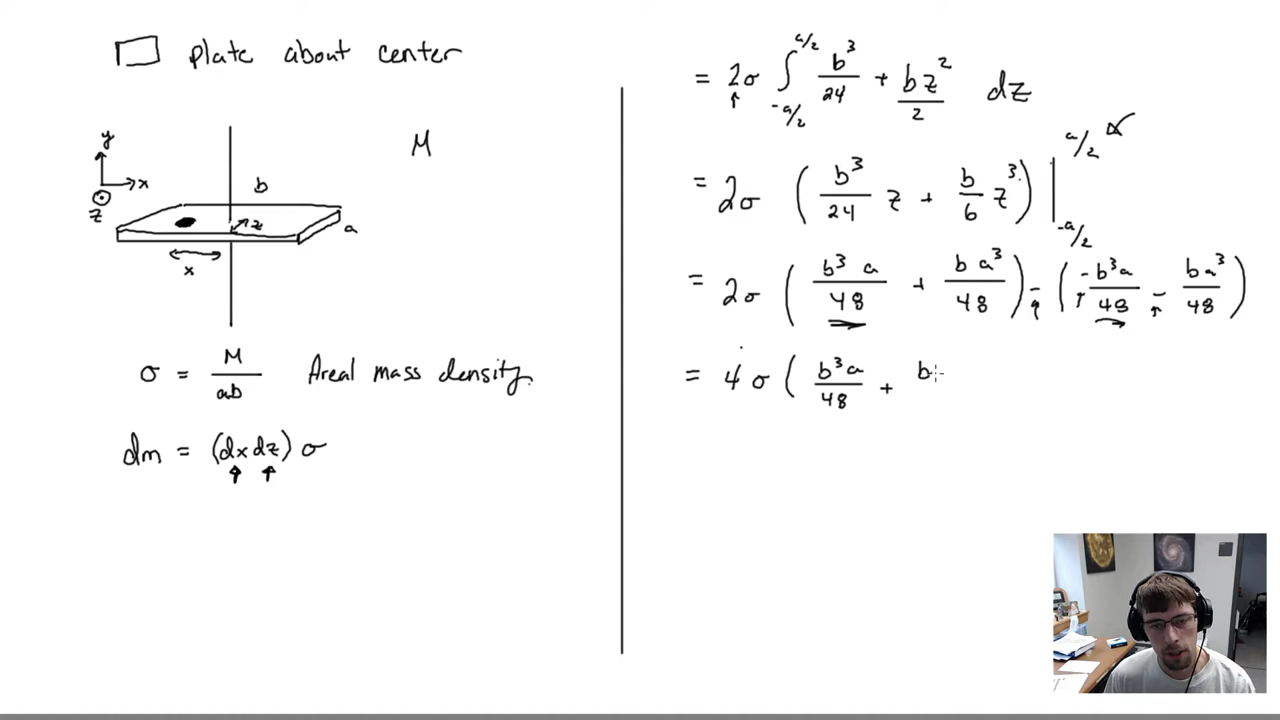 ▭ plate about center
M
y
x
z
b
z
a
x
σ = M/ab Areal mass density.
dm = (dx dz) σ
= 2σ ∫_{-a/2}^{a/2} b³/24 + bz²/2 dz
= 2σ ( b³/24 z + b/6 z³ ) |_{-a/2}^{a/2}
= 2σ ( b³a/48 + ba³/48 ) - ( -b³a/48 - ba³/48 )
= 4σ ( b³a/48 + b